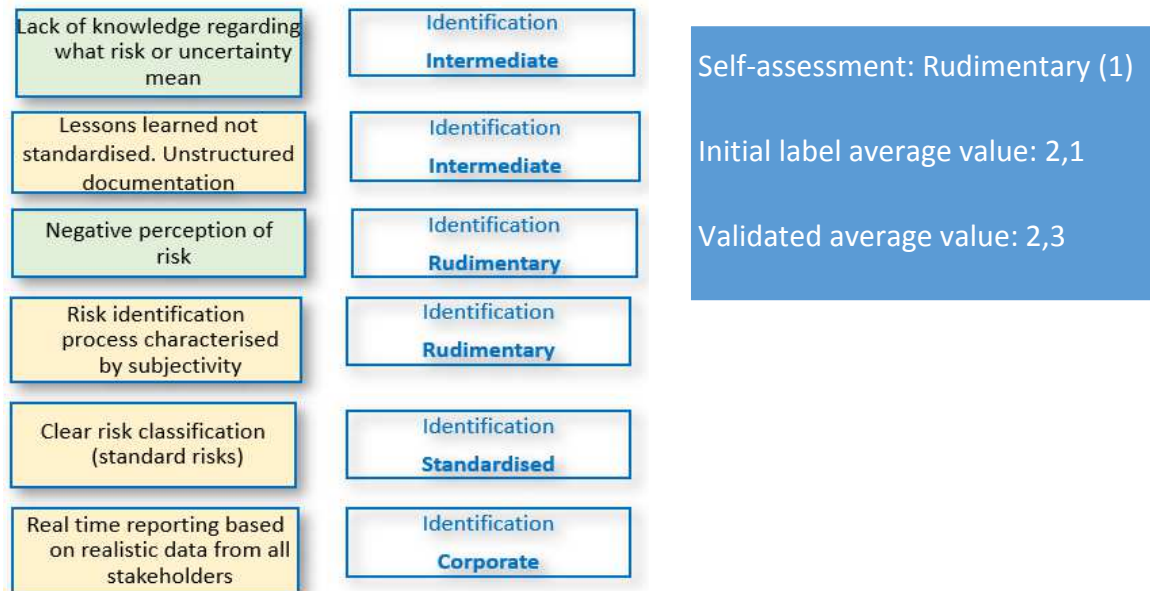 Lack of knowledge regarding
what risk or uncertainty
mean
Identification
Intermediate
Lessons learned not
standardised. Unstructured
documentation
Identification
Intermediate
Negative perception of
risk
Identification
Rudimentary
Risk identification
process characterised
by subjectivity
Identification
Rudimentary
Clear risk classification
(standard risks)
Identification
Standardised
Real time reporting based
on realistic data from all
stakeholders
Identification
Corporate
Self-assessment: Rudimentary (1)
Initial label average value: 2,1
Validated average value: 2,3